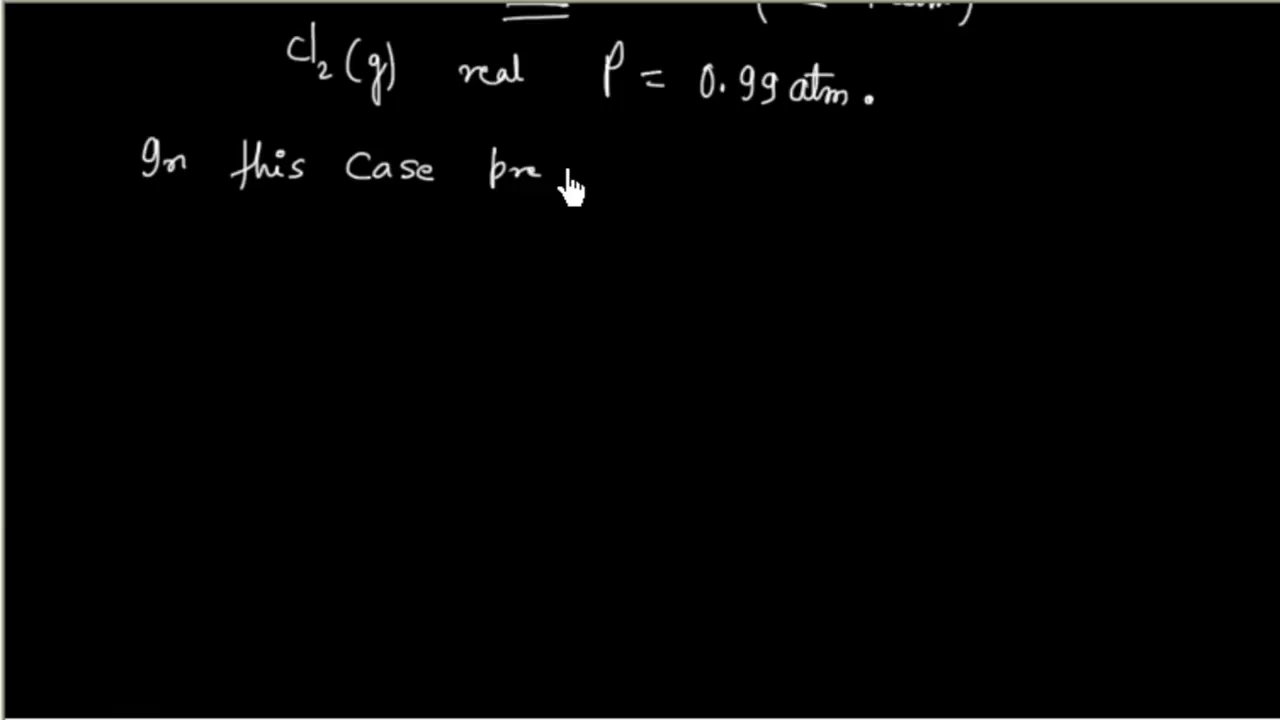 Cl₂(g) real P = 0.99 atm.
In this case pre